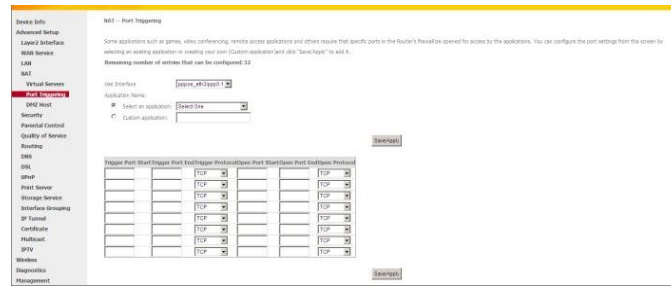 Device Info
Advanced Setup
Layer2 Interface
WAN Service
LAN
NAT
Virtual Servers
Port Triggering
DMZ Host
Security
Parental Control
Quality of Service
Routing
DNS
DSL
UPnP
Print Server
Storage Service
Interface Grouping
IP Tunnel
Certificate
Multicast
IPTV
Wireless
Diagnostics
Management
NAT -- Port Triggering
Some applications such as games, video conferencing, remote access applications and others require that specific ports in the Router's firewall be opened for access by the applications. You can configure the port settings from this screen by
selecting an existing application or creating your own (Custom application)and click "Save/Apply" to add it.
Remaining number of entries that can be configured: 32
Use Interface pppoe_eth3/ppp0.1
Application Name:
Select an application: Select One
Custom application:
Save/Apply
Trigger Port Start Trigger Port End Trigger Protocol Open Port Start Open Port End Open Protocol
TCP TCP
TCP TCP
TCP TCP
TCP TCP
TCP TCP
TCP TCP
TCP TCP
TCP TCP
Save/Apply